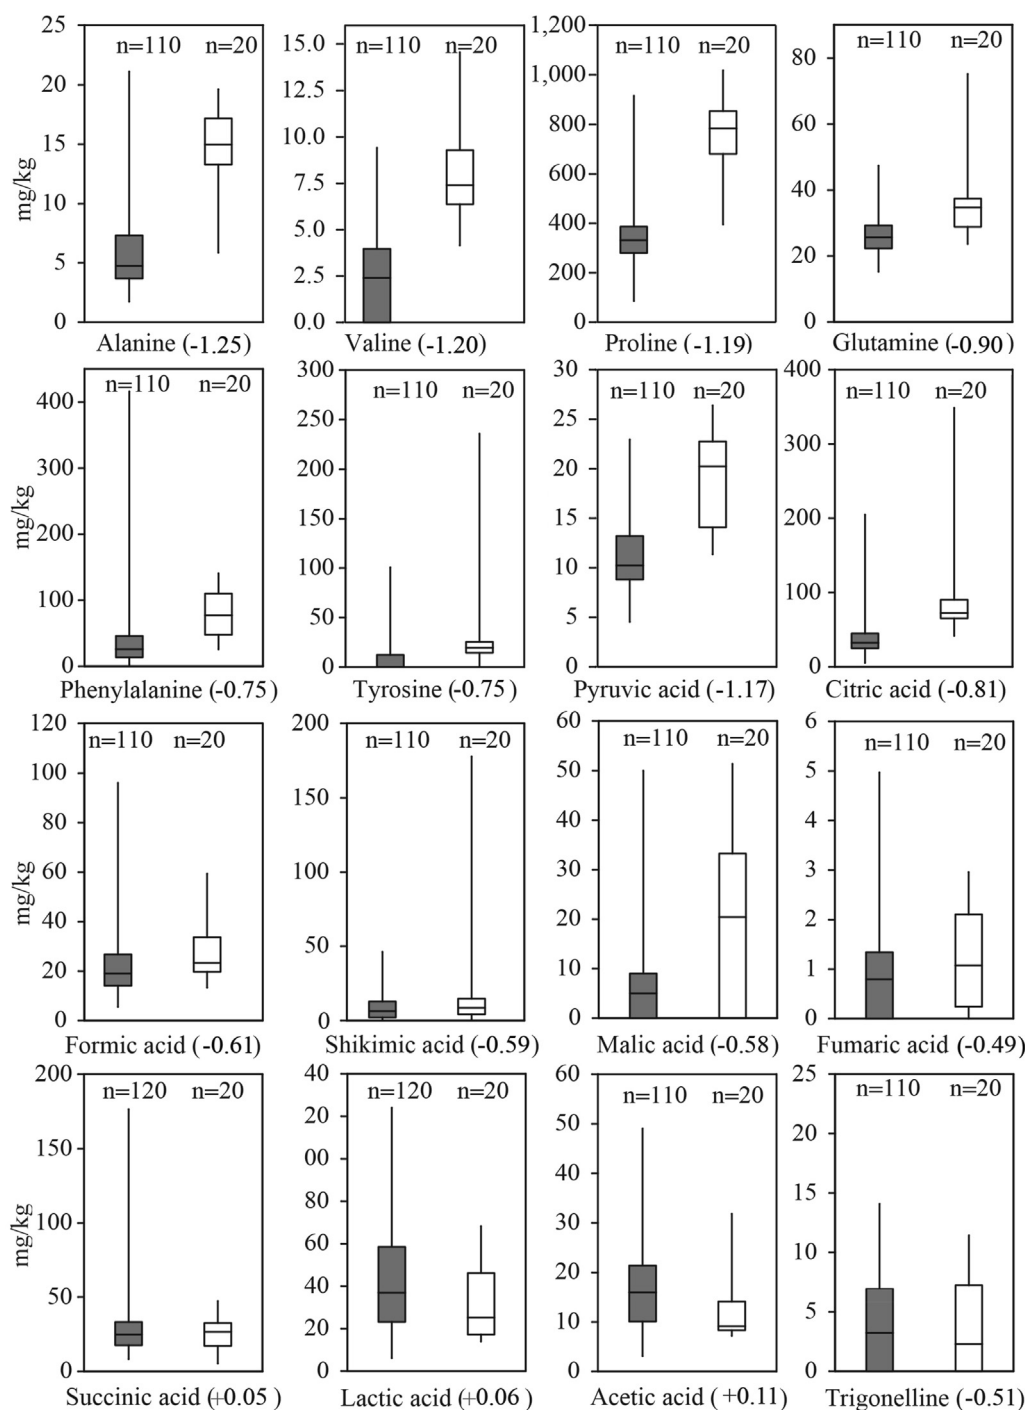 25
20
15
10
5
0
mg/kg
n=110 n=20
Alanine (-1.25)
15.0
12.5
10.0
7.5
5.0
2.5
0.0
n=110 n=20
Valine (-1.20)
1,200
1,000
800
600
400
200
0
n=110 n=20
Proline (-1.19)
80
60
40
20
0
n=110 n=20
Glutamine (-0.90)
400
300
400
100
0
mg/kg
n=110 n=20
Phenylalanine (-0.75)
300
250
200
150
100
50
0
n=110 n=20
Tyrosine (-0.75)
30
25
20
15
10
5
0
n=110 n=20
Pyruvic acid (-1.17)
400
300
200
100
0
n=110 n=20
Citric acid (-0.81)
120
100
80
60
40
20
0
mg/kg
n=110 n=20
Formic acid (-0.61)
200
150
100
50
0
n=110 n=20
Shikimic acid (-0.59)
60
50
40
30
20
10
0
n=110 n=20
Malic acid (-0.58)
6
5
4
3
2
1
0
n=110 n=20
Fumaric acid (-0.49)
200
150
100
50
0
mg/kg
n=120 n=20
Succinic acid (+0.05)
40
20
00
80
60
40
20
0
n=120 n=20
Lactic acid (+0.06)
60
50
40
30
20
10
0
n=110 n=20
Acetic acid (+0.11)
25
20
15
10
5
0
n=110 n=20
Trigonelline (-0.51)